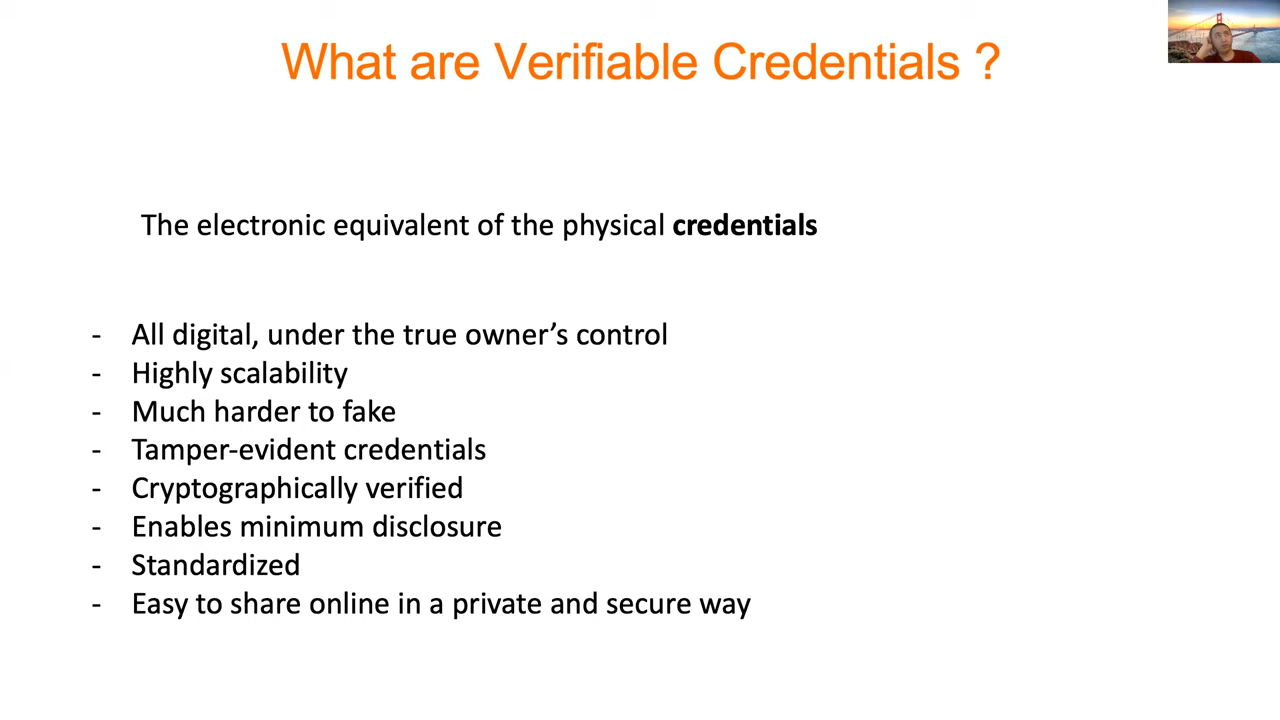 What are Verifiable Credentials ?
The electronic equivalent of the physical credentials
- All digital, under the true owner’s control
- Highly scalability
- Much harder to fake
- Tamper-evident credentials
- Cryptographically verified
- Enables minimum disclosure
- Standardized
- Easy to share online in a private and secure way